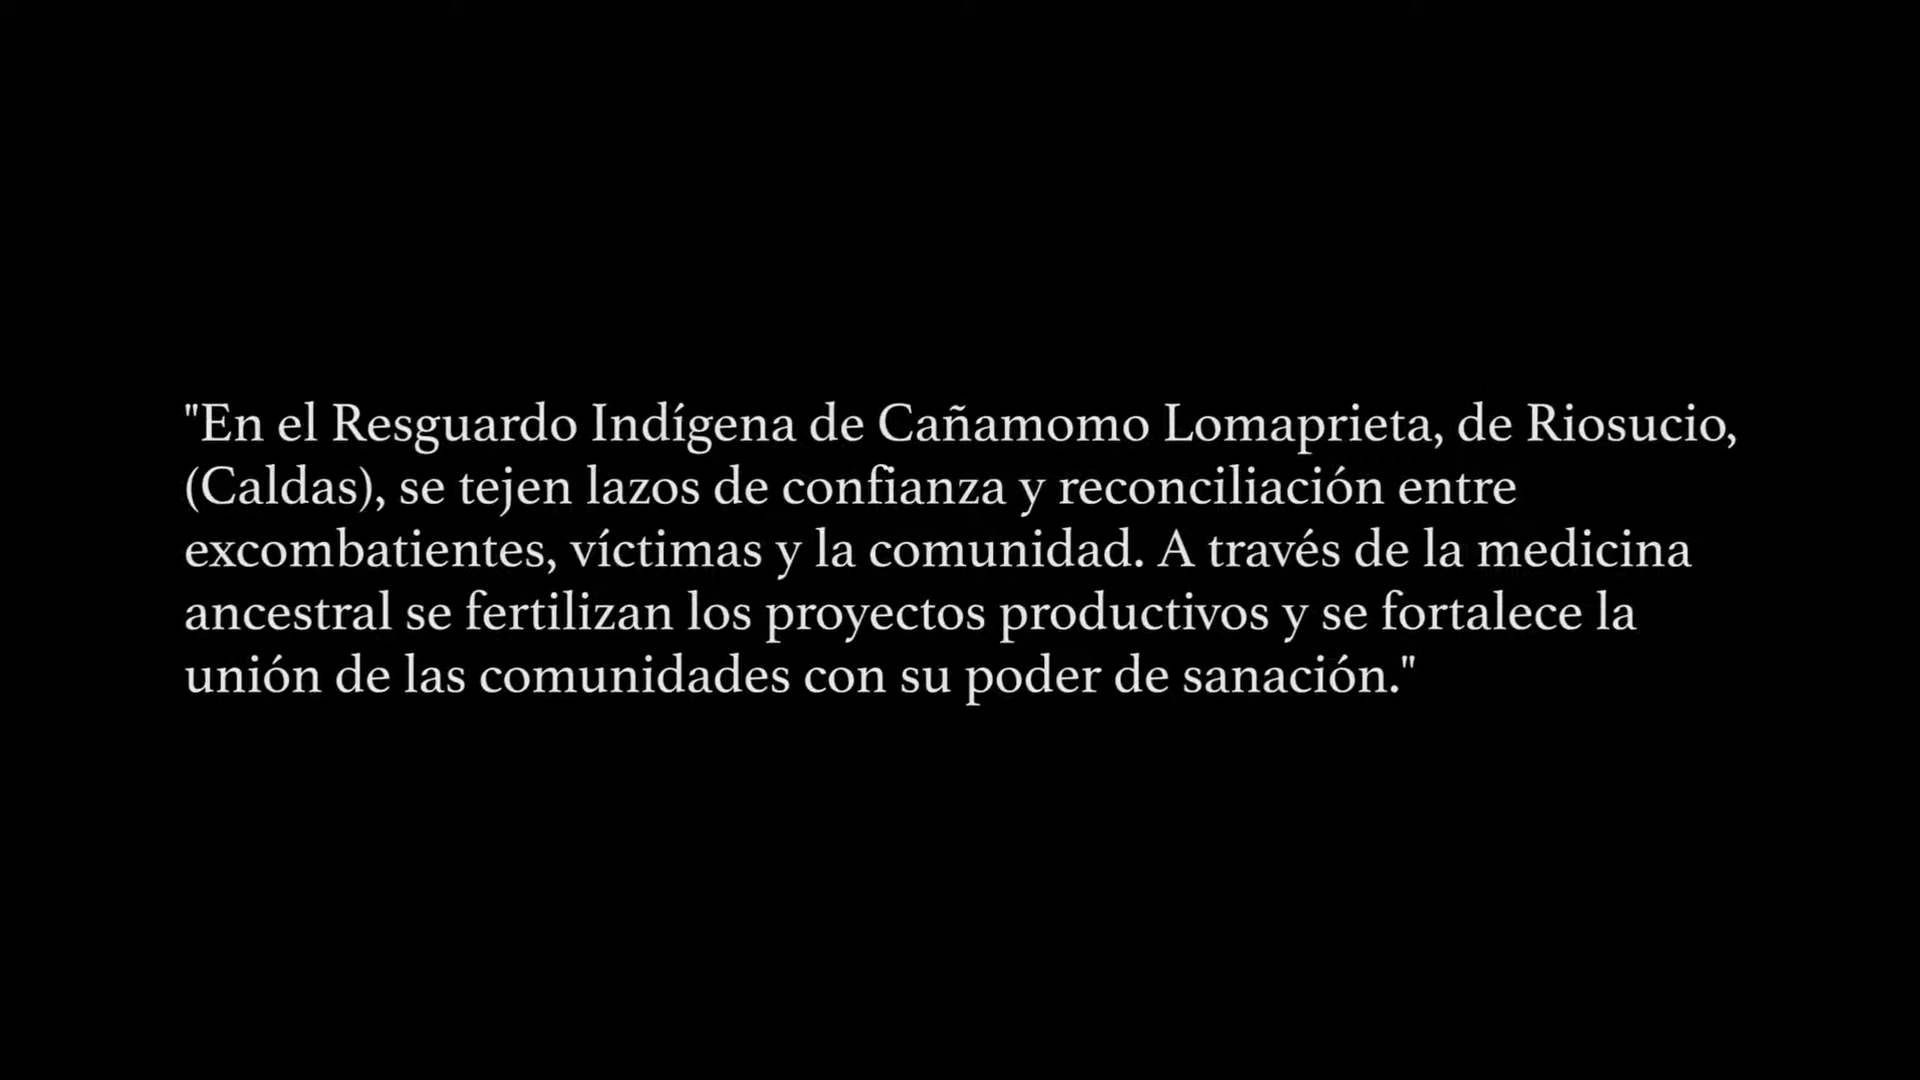 "En el Resguardo Indígena de Cañamomo Lomaprieta, de Riosucio,
(Caldas), se tejen lazos de confianza y reconciliación entre
excombatientes, víctimas y la comunidad. A través de la medicina
ancestral se fertilizan los proyectos productivos y se fortalece la
unión de las comunidades con su poder de sanación."